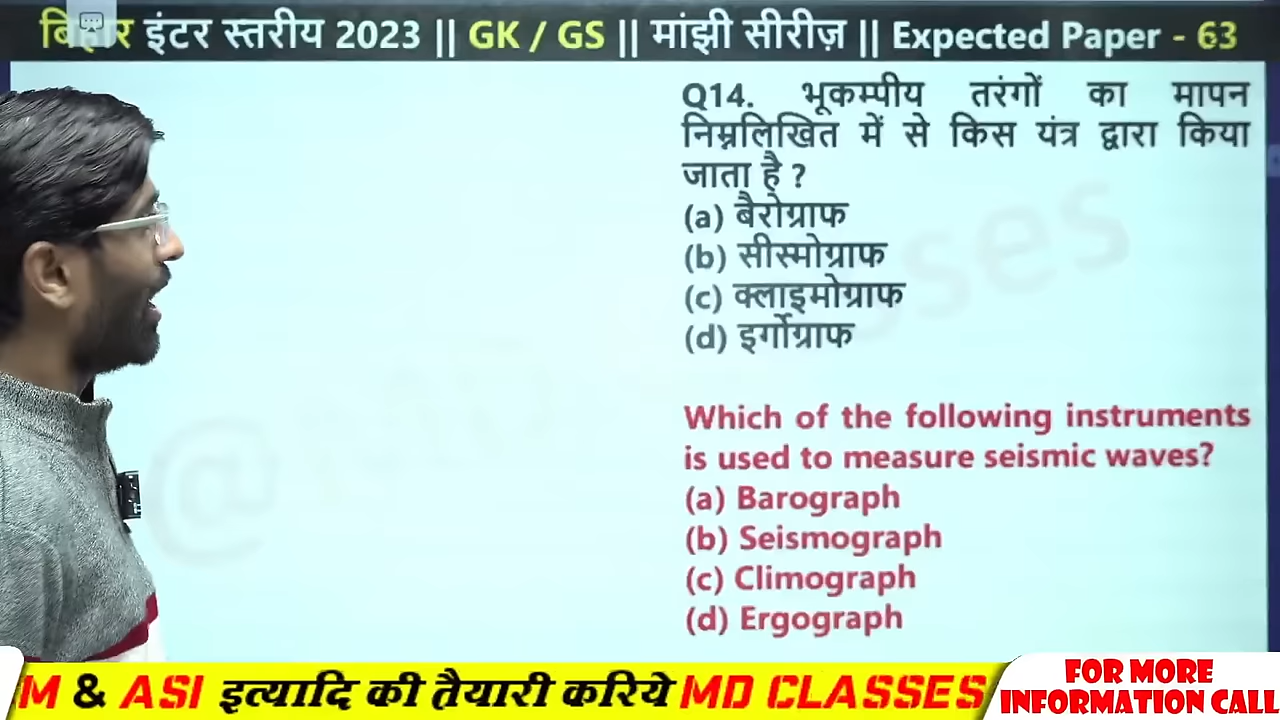 बिहार इंटर स्तरीय 2023 || GK / GS || मांझी सीरीज़ || Expected Paper - 63
Q14. भूकम्पीय तरंगों का मापन
निम्नलिखित में से किस यंत्र द्वारा किया
जाता है ?
(a) बैरोग्राफ
(b) सीस्मोग्राफ
(c) क्लाइमोग्राफ
(d) इर्गोग्राफ
Which of the following instruments
is used to measure seismic waves?
(a) Barograph
(b) Seismograph
(c) Climograph
(d) Ergograph
M & ASI इत्यादि की तैयारी करिये MD CLASSES
FOR MORE
INFORMATION CALL